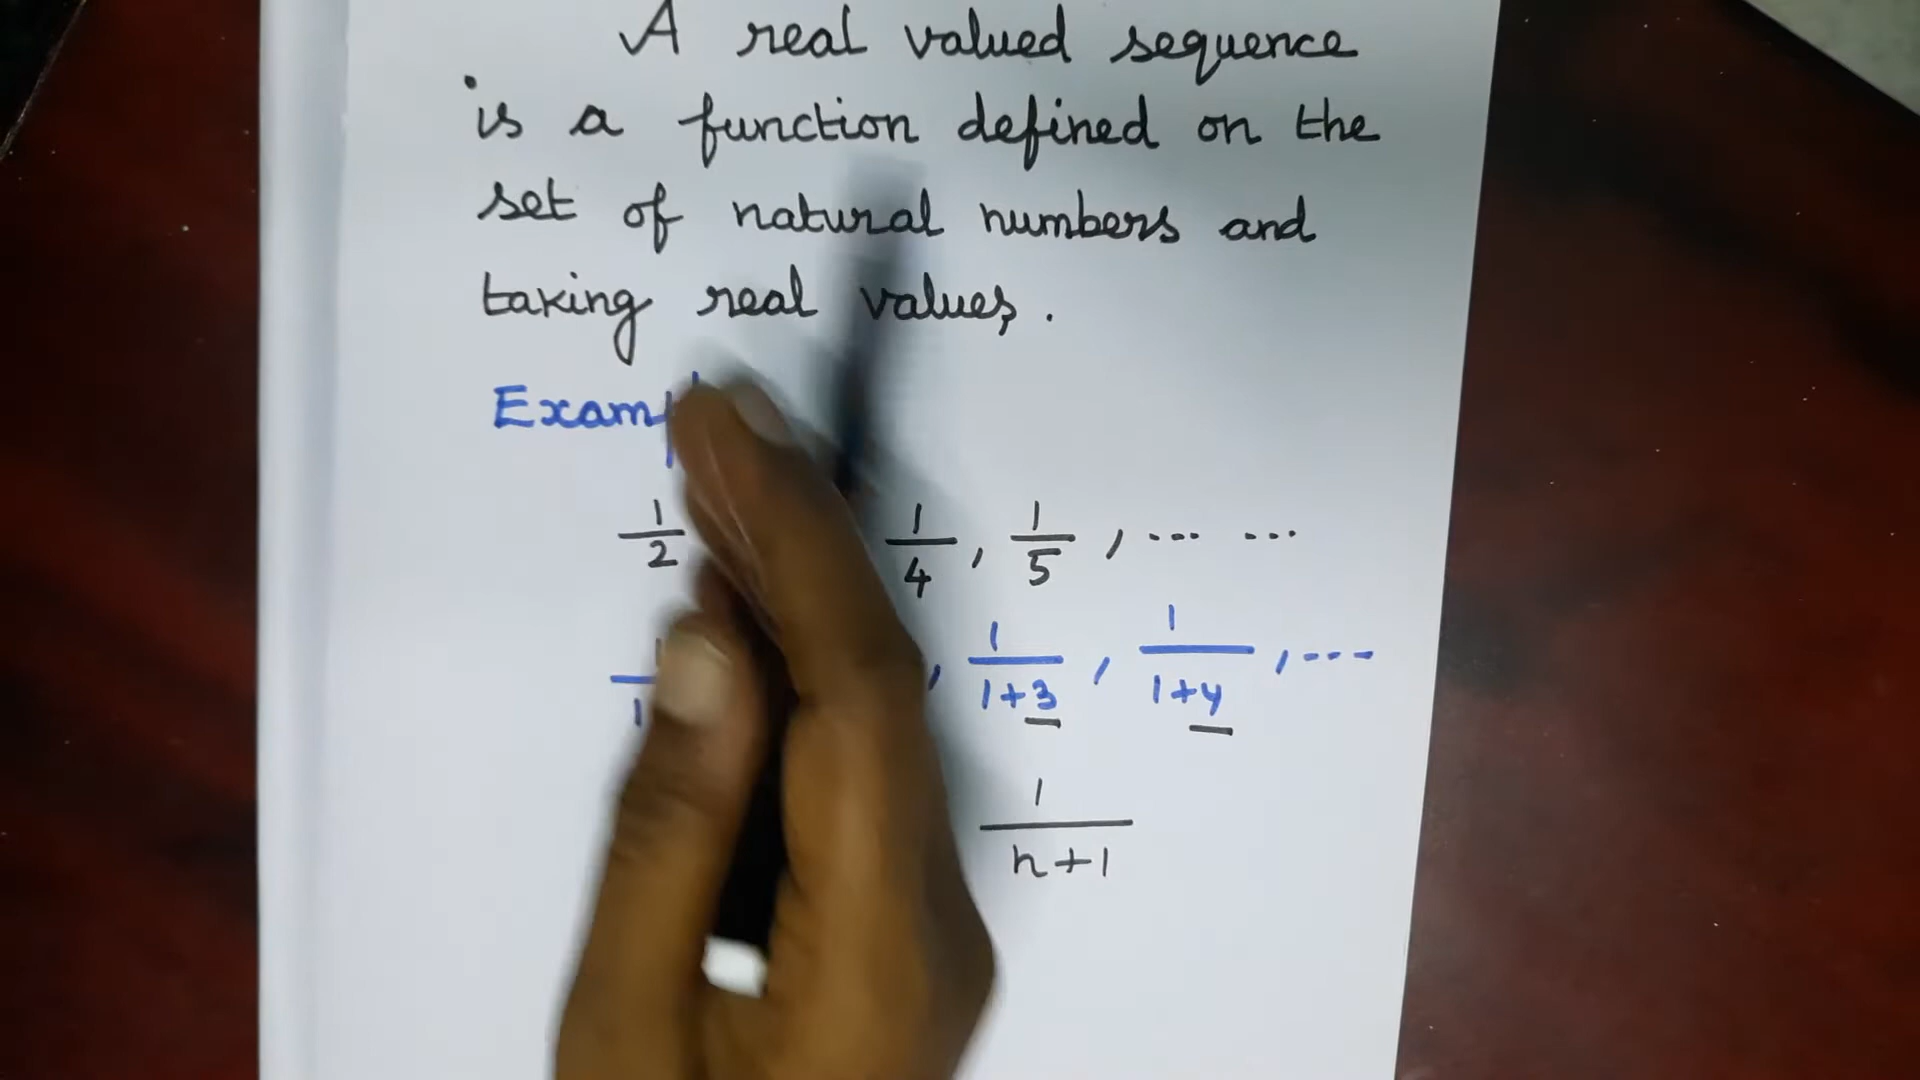 A real valued sequence
is a function defined on the
set of natural numbers and
taking real values.
Exam
1/2 1/4 , 1/5 , ... ...
1 , 1/(1+3) , 1/(1+4) , ...
1/(n+1)